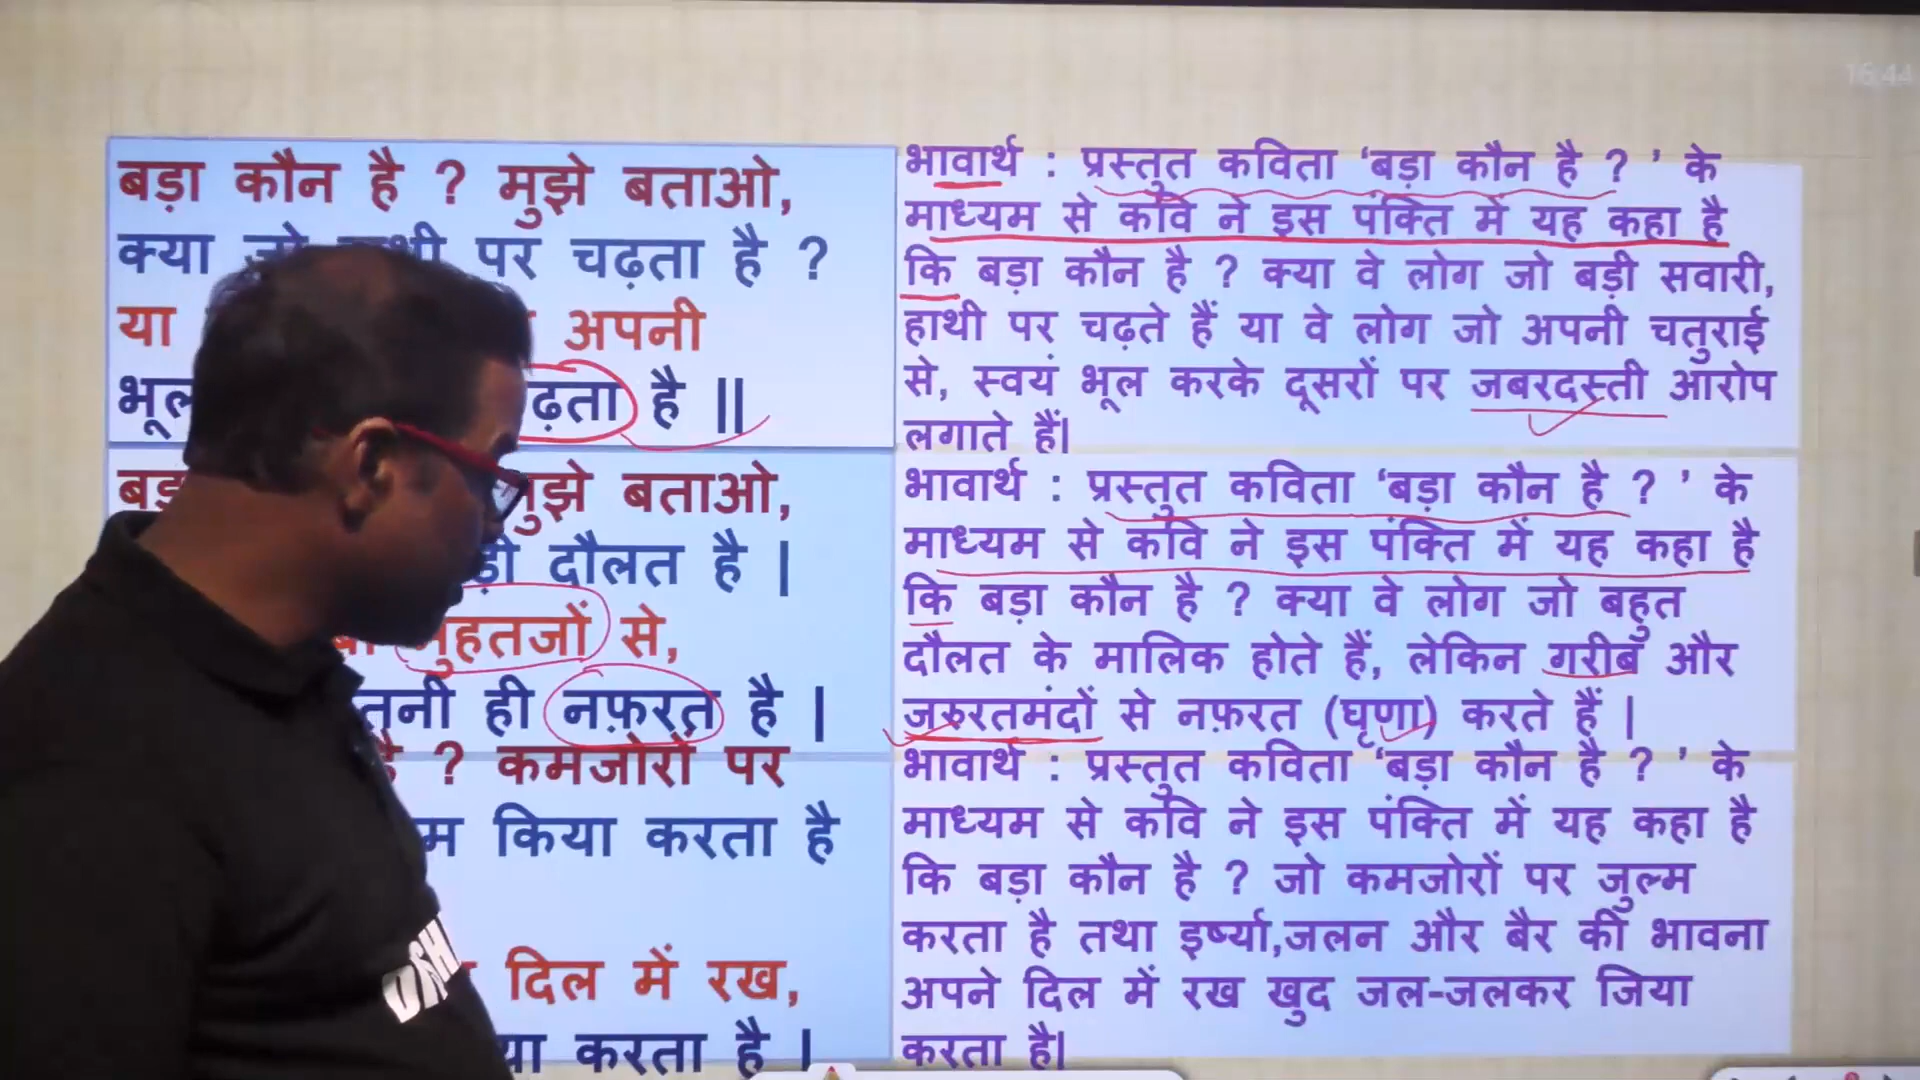 16:44
बड़ा कौन है ? मुझे बताओ,
क्या पर चढ़ता है ?
या अपनी
है ||
बताओ,
दौलत है |
से,
ही नफ़रत है |
? कमजोरों पर
किया करता है
दिल में रख,
करता है |
भावार्थ : प्रस्तुत कविता ‘बड़ा कौन है ? ’ के
माध्यम से कवि ने इस पंक्ति में यह कहा है
कि बड़ा कौन है ? क्या वे लोग जो बड़ी सवारी,
हाथी पर चढ़ते हैं या वे लोग जो अपनी चतुराई
से, स्वयं भूल करके दूसरों पर जबरदस्ती आरोप
लगाते हैं|
भावार्थ : प्रस्तुत कविता ‘बड़ा कौन है ? ’ के
माध्यम से कवि ने इस पंक्ति में यह कहा है
कि बड़ा कौन है ? क्या वे लोग जो बहुत
दौलत के मालिक होते हैं, लेकिन गरीब और
जरुरतमंदों से नफ़रत (घृणा) करते हैं |
भावार्थ : प्रस्तुत कविता ‘बड़ा कौन है ? ’ के
माध्यम से कवि ने इस पंक्ति में यह कहा है
कि बड़ा कौन है ? जो कमजोरों पर जुल्म
करता है तथा इर्ष्या,जलन और बैर की भावना
अपने दिल में रख खुद जल-जलकर जिया
करता है|